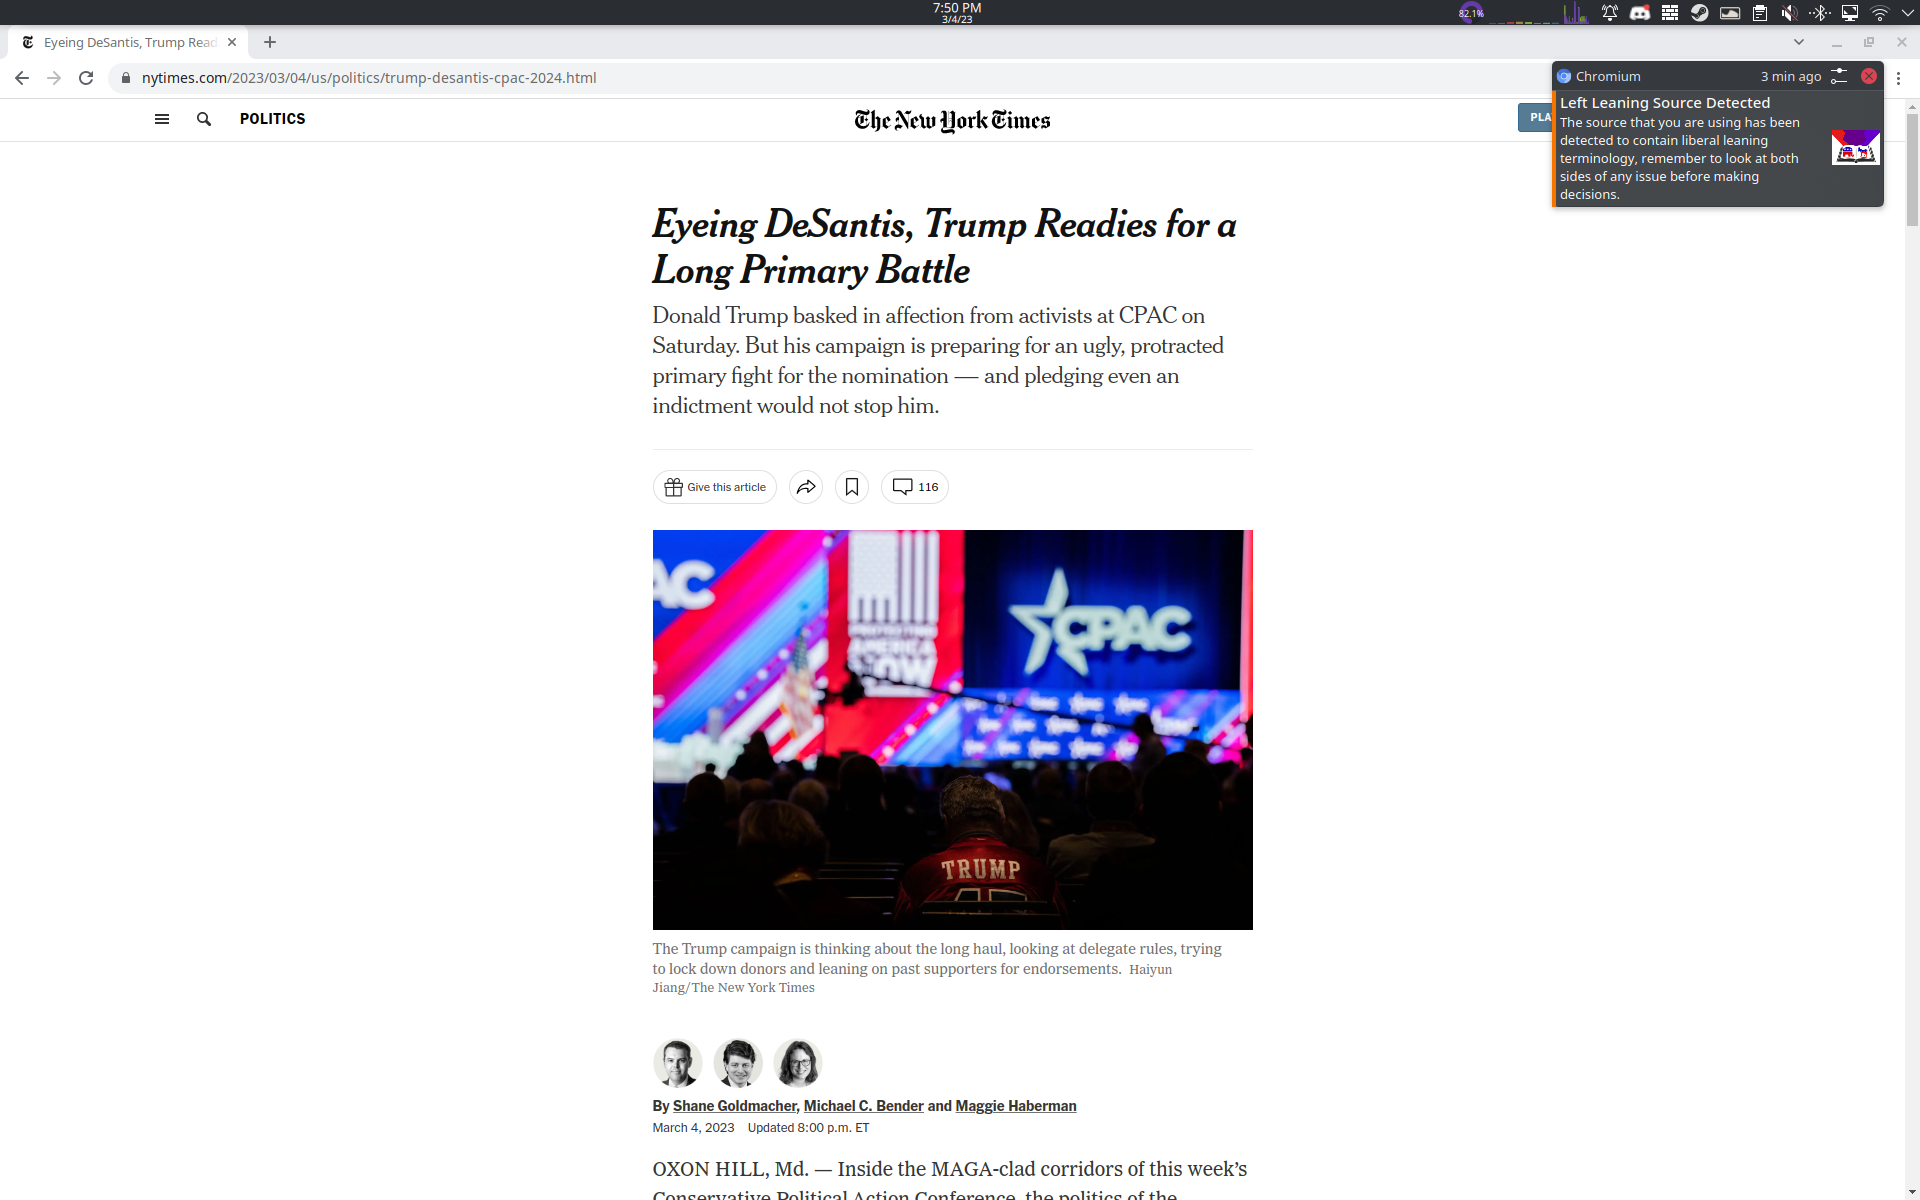 7:50 PM
3/4/23
82.1%
Eyeing DeSantis, Trump Read
nytimes.com/2023/03/04/us/politics/trump-desantis-cpac-2024.html
Chromium
3 min ago
Left Leaning Source Detected
The source that you are using has been
detected to contain liberal leaning
terminology, remember to look at both
sides of any issue before making
decisions.
POLITICS
The New York Times
PLA
Eyeing DeSantis, Trump Readies for a
Long Primary Battle
Donald Trump basked in affection from activists at CPAC on
Saturday. But his campaign is preparing for an ugly, protracted
primary fight for the nomination — and pledging even an
indictment would not stop him.
Give this article
116
AC
PROTECTING
AMERICA
NOW
CPAC
TRUMP
45
The Trump campaign is thinking about the long haul, looking at delegate rules, trying
to lock down donors and leaning on past supporters for endorsements. Haiyun
Jiang/The New York Times
By Shane Goldmacher, Michael C. Bender and Maggie Haberman
March 4, 2023 Updated 8:00 p.m. ET
OXON HILL, Md. — Inside the MAGA-clad corridors of this week's
Conservative Political Action Conference, the politics of the